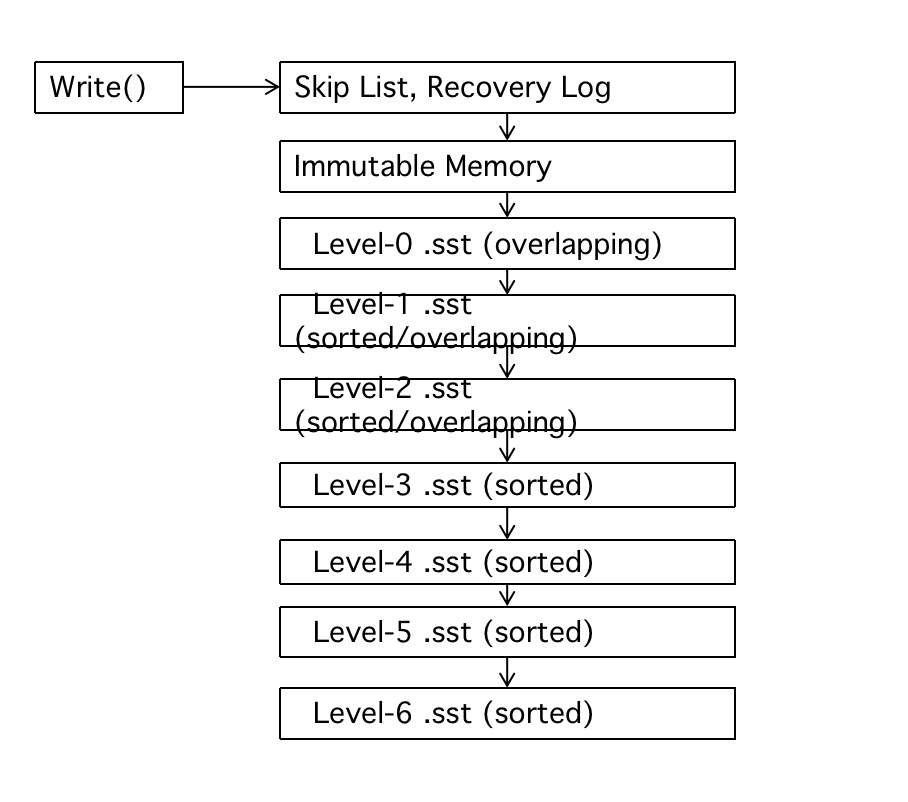 Write()
Skip List, Recovery Log
Immutable Memory
Level-0 .sst (overlapping)
Level-1 .sst
(sorted/overlapping)
Level-2 .sst
(sorted/overlapping)
Level-3 .sst (sorted)
Level-4 .sst (sorted)
Level-5 .sst (sorted)
Level-6 .sst (sorted)